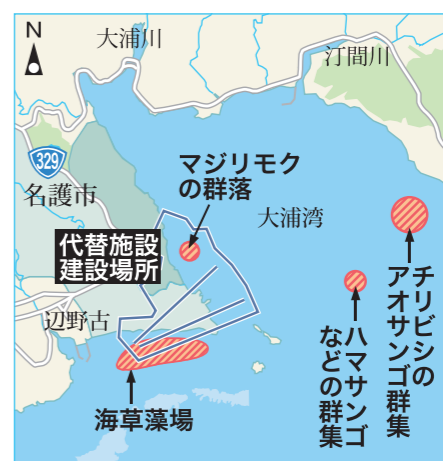 N
大浦川
汀間川
329
名護市
マジリモク
の群落
大浦湾
代替施設
建設場所
辺野古
チリビシの
アオサンゴ群集
ハマサンゴ
などの群集
海草藻場